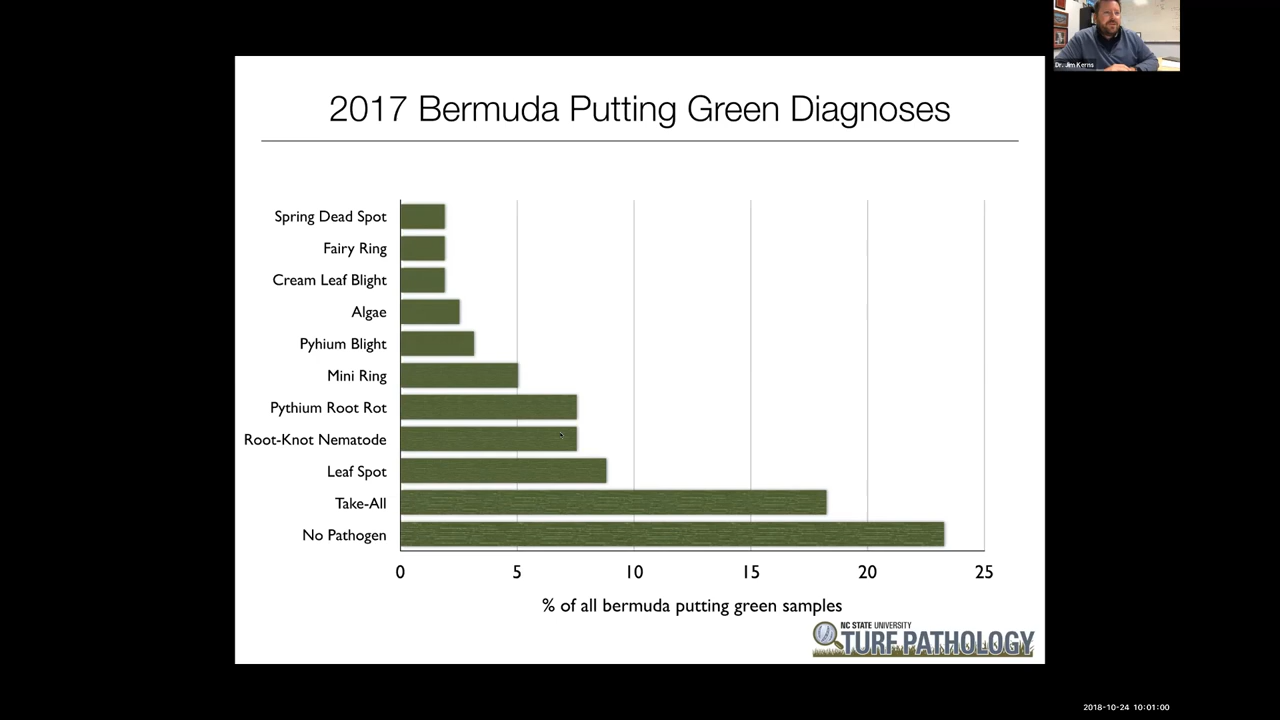 Dr. Jim Kerns
2017 Bermuda Putting Green Diagnoses
Spring Dead Spot
Fairy Ring
Cream Leaf Blight
Algae
Pyhium Blight
Mini Ring
Pythium Root Rot
Root-Knot Nematode
Leaf Spot
Take-All
No Pathogen
0 5 10 15 20 25
% of all bermuda putting green samples
NC STATE UNIVERSITY
TURF PATHOLOGY
2018-10-24 10:01:00